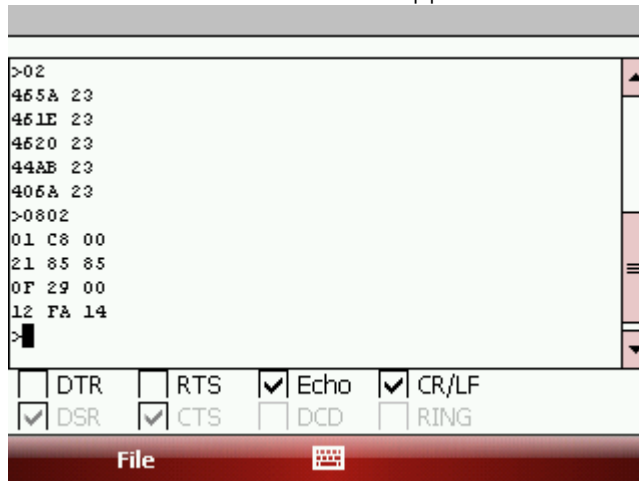 >02
465A 23
461E 23
4620 23
44AB 23
406A 23
>0802
01 C8 00
21 85 85
0F 29 00
12 FA 14
>
DTR RTS Echo CR/LF
DSR CTS DCD RING
File